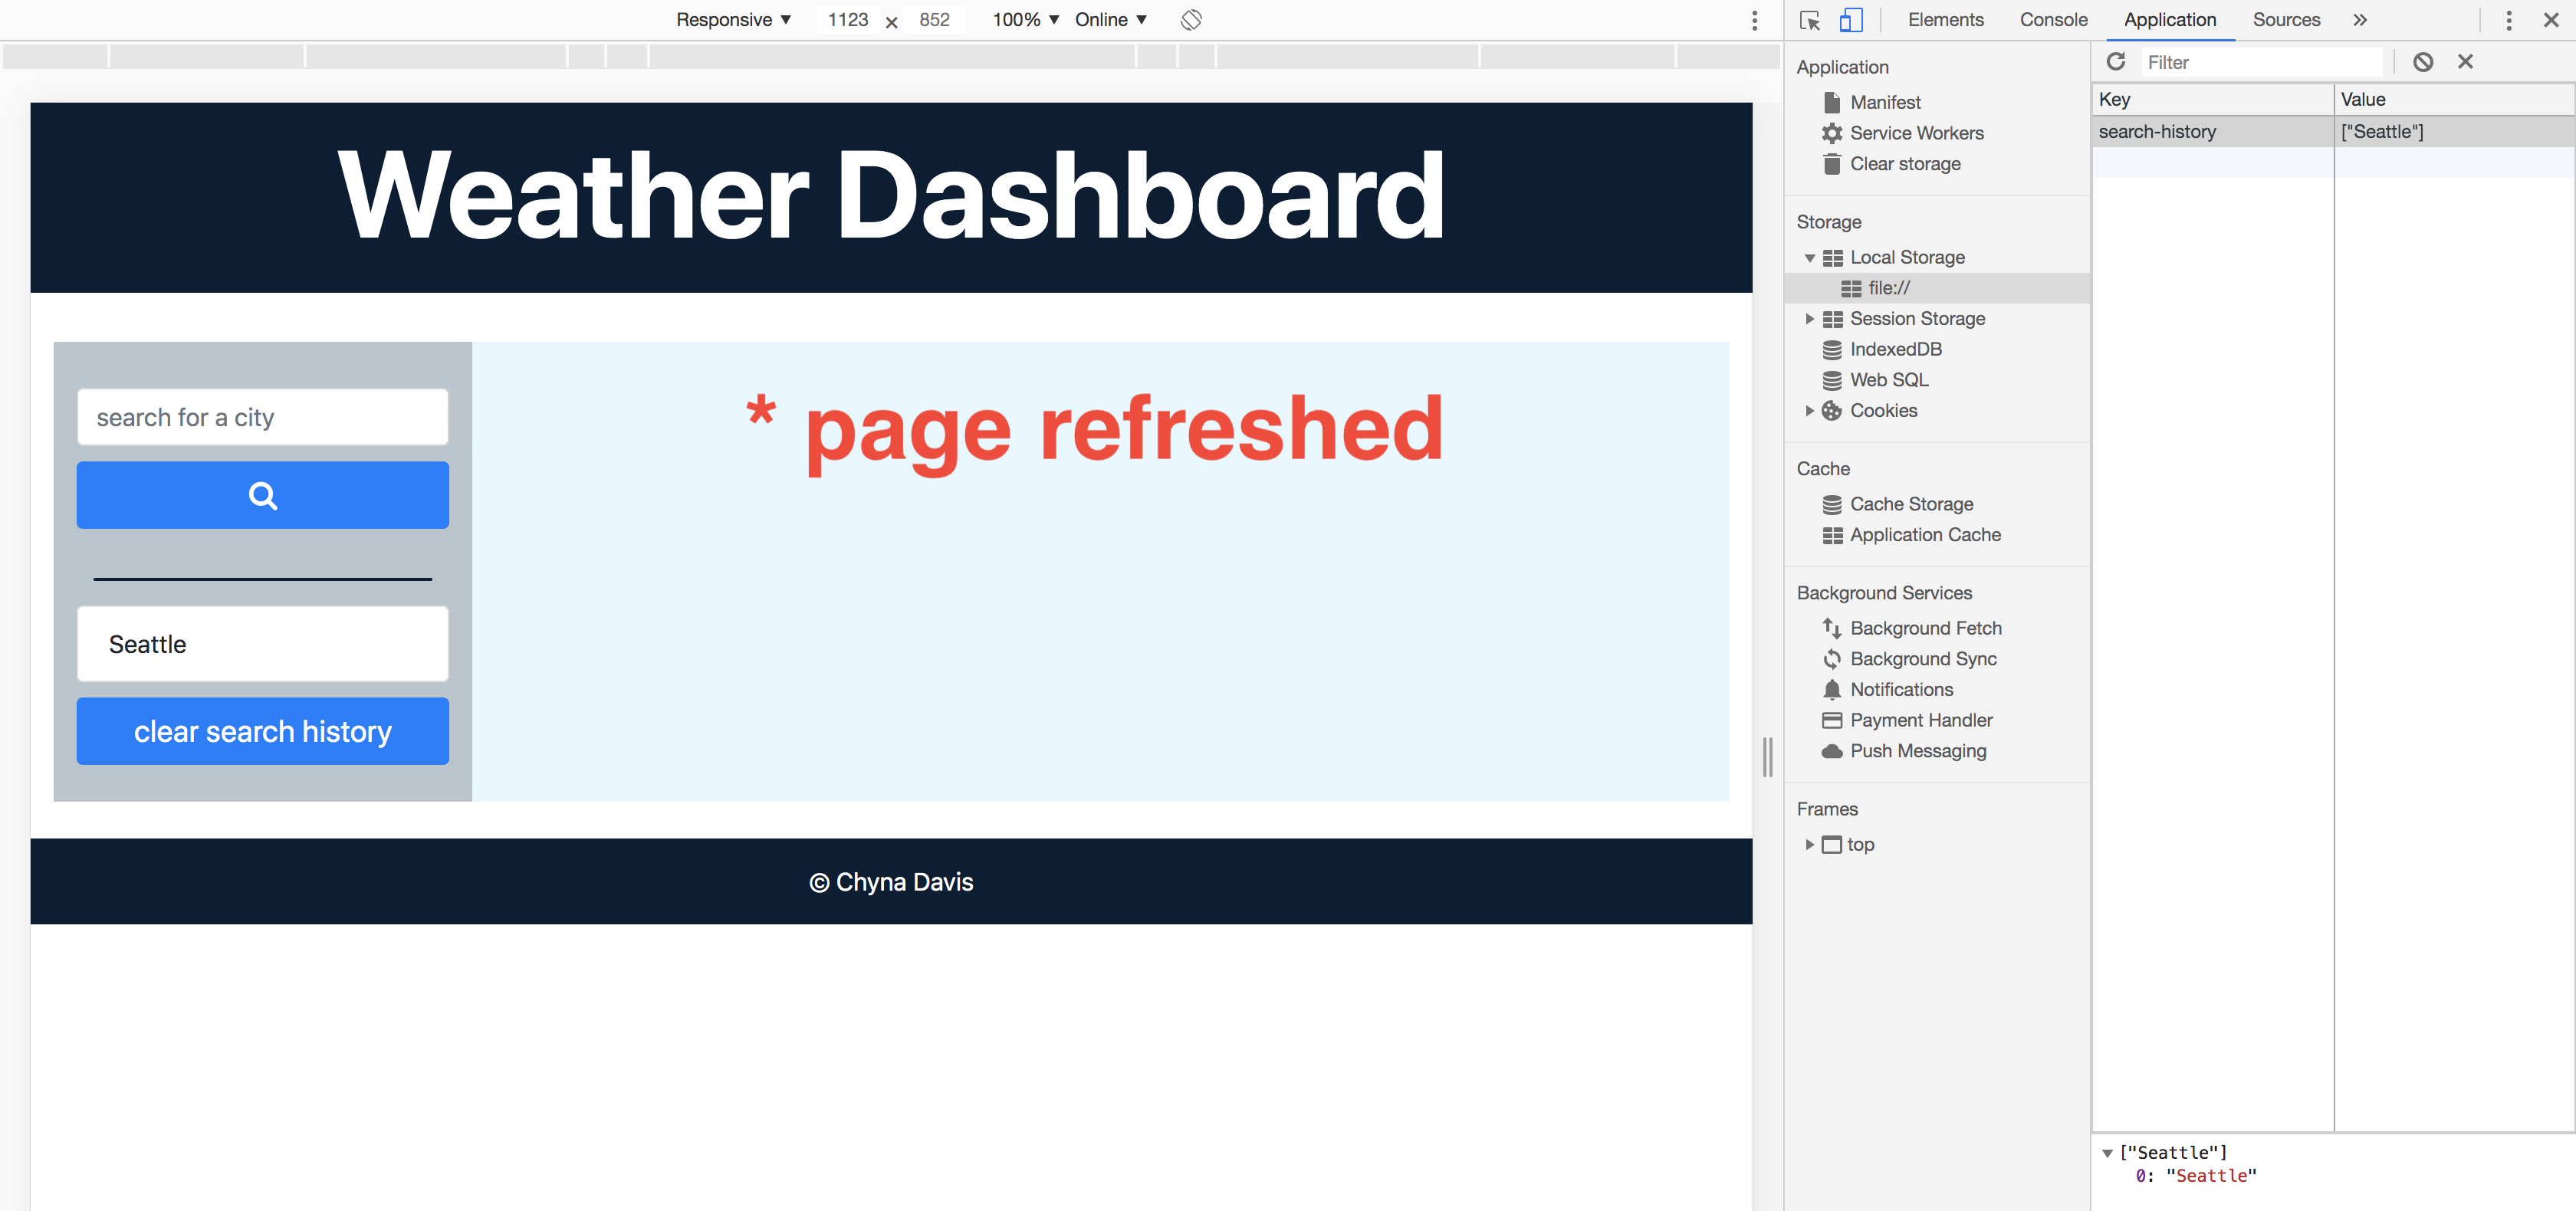 Responsive ▼ 1123 × 852 100% ▼ Online ▼
Elements Console Application Sources »
Weather Dashboard
search for a city
* page refreshed
Seattle
clear search history
© Chyna Davis
Application
Manifest
Service Workers
Clear storage
Storage
Local Storage
file://
Session Storage
IndexedDB
Web SQL
Cookies
Cache
Cache Storage
Application Cache
Background Services
Background Fetch
Background Sync
Notifications
Payment Handler
Push Messaging
Frames
top
Filter
Key Value
search-history ["Seattle"]
["Seattle"]
0: "Seattle"